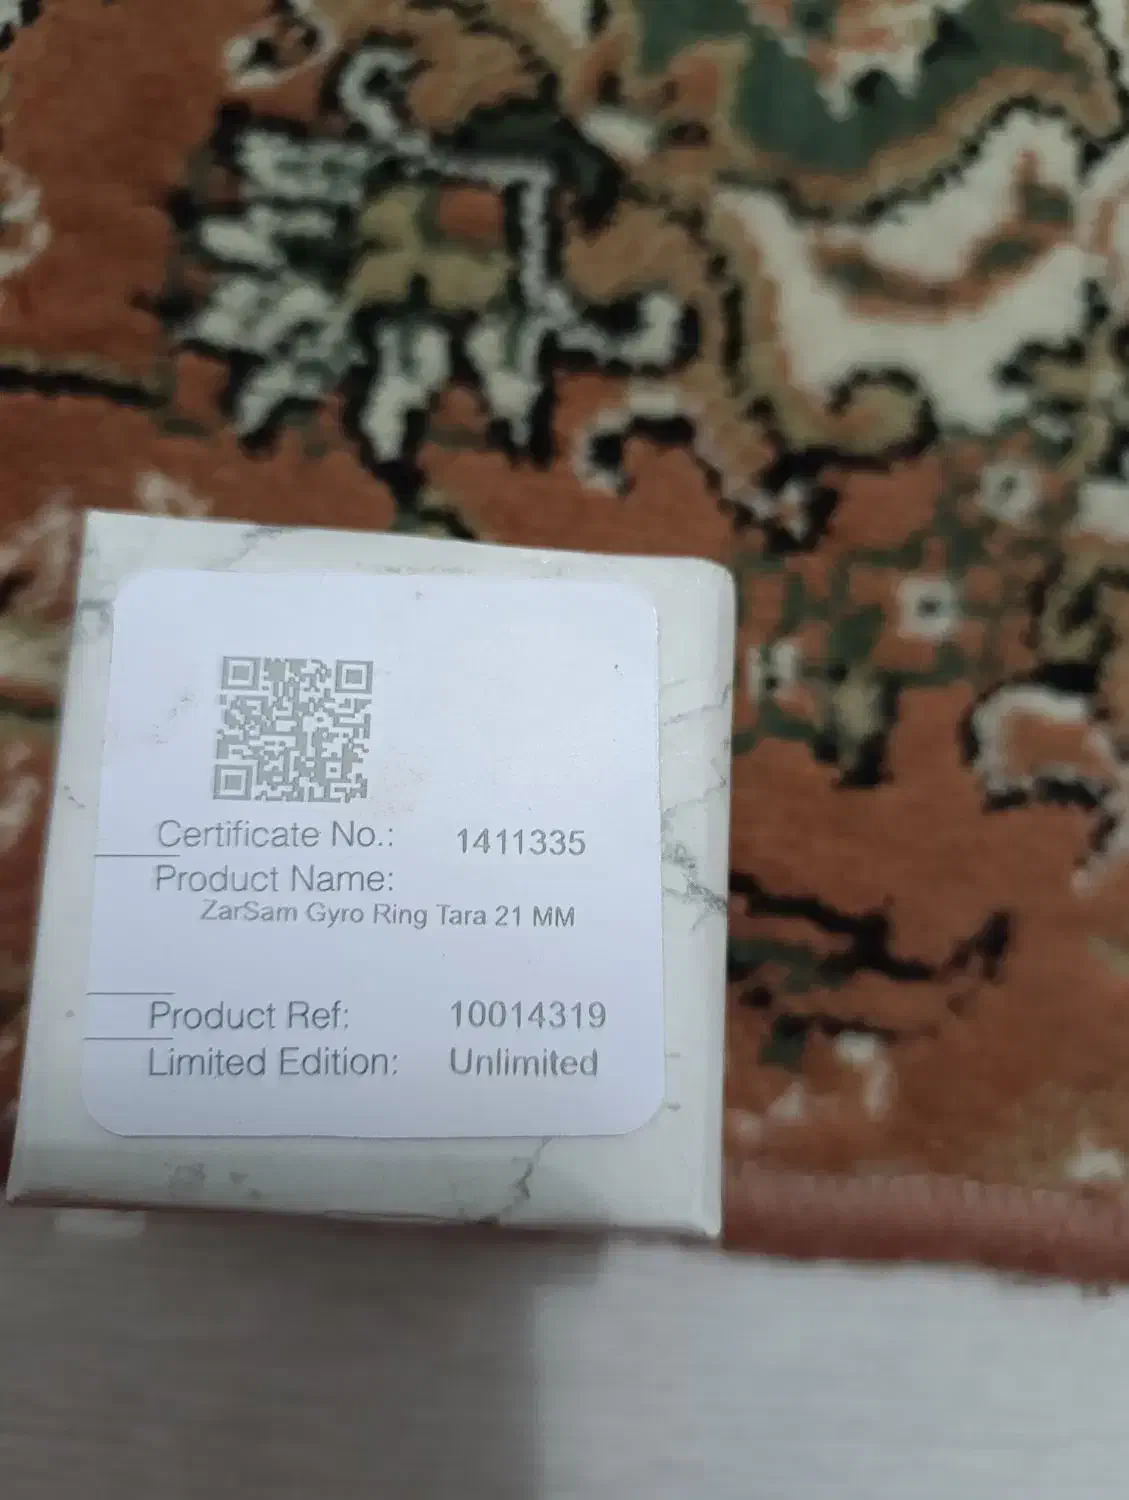 Certificate No.: 1411335
Product Name:
ZarSam Gyro Ring Tara 21 MM
Product Ref: 10014319
Limited Edition: Unlimited